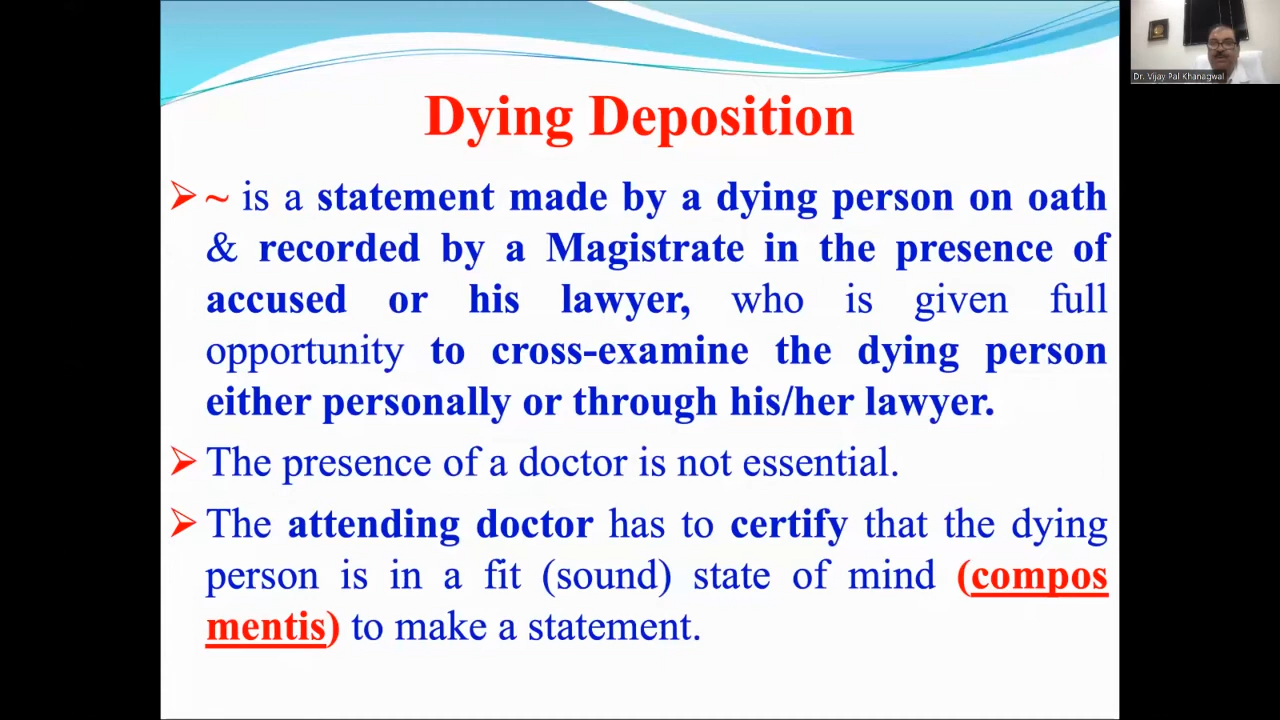 Dying Deposition
➢ ~ is a statement made by a dying person on oath
& recorded by a Magistrate in the presence of
accused or his lawyer, who is given full
opportunity to cross-examine the dying person
either personally or through his/her lawyer.
➢ The presence of a doctor is not essential.
➢ The attending doctor has to certify that the dying
person is in a fit (sound) state of mind (compos
mentis) to make a statement.
Dr. Vijay Pal Khanagwal